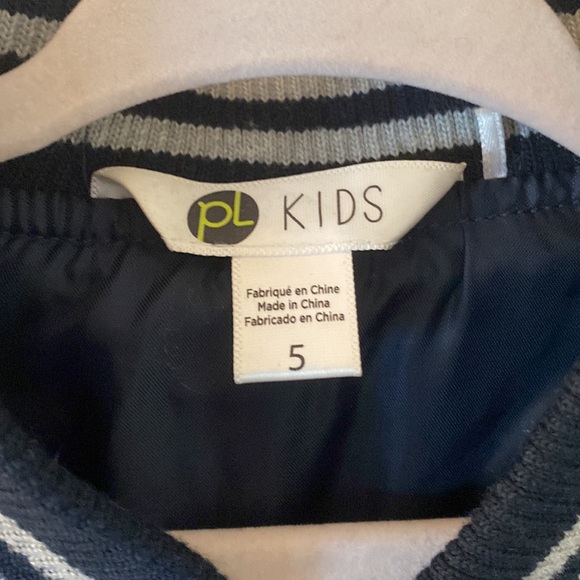 pL KIDS
Fabriqué en Chine
Made in China
Fabricado en China
5